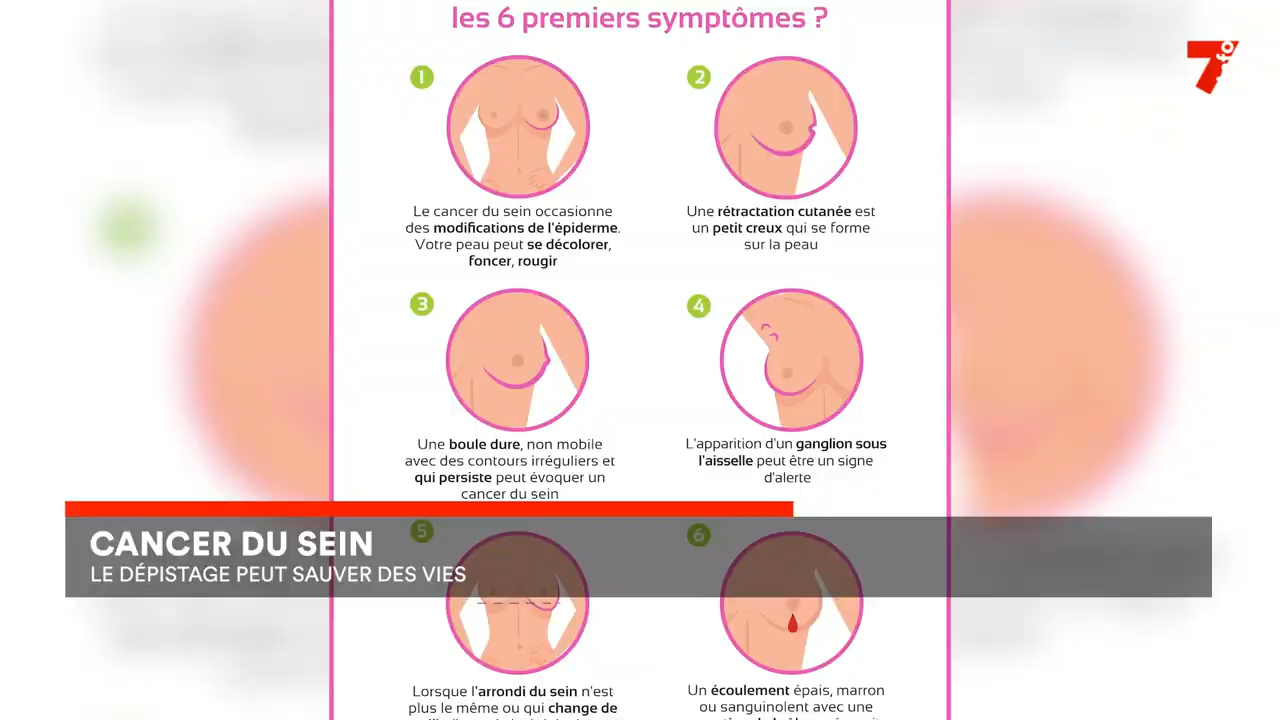 les 6 premiers symptômes ?
7
.fo
1
2
Le cancer du sein occasionne
des modifications de l'épiderme.
Votre peau peut se décolorer,
foncer, rougir
Une rétractation cutanée est
un petit creux qui se forme
sur la peau
3
4
Une boule dure, non mobile
avec des contours irréguliers et
qui persiste peut évoquer un
cancer du sein
L'apparition d'un ganglion sous
l'aisselle peut être un signe
d'alerte
CANCER DU SEIN
LE DÉPISTAGE PEUT SAUVER DES VIES
5
6
Lorsque l'arrondi du sein n'est
plus le même ou qui change de
Un écoulement épais, marron
ou sanguinolent avec une